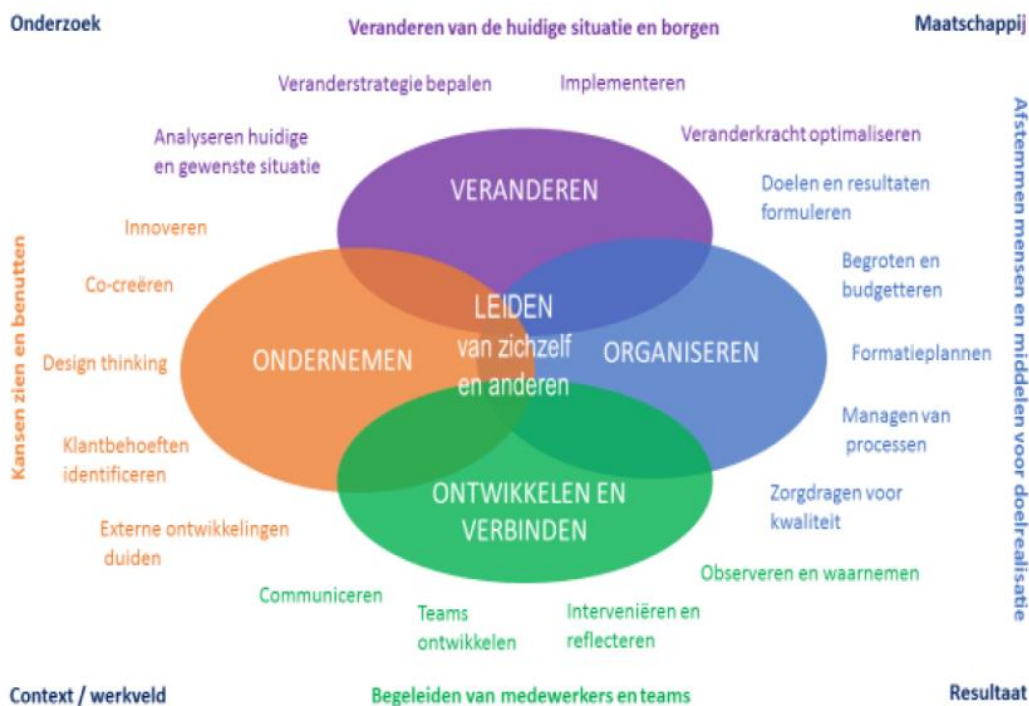 Onderzoek
Veranderen van de huidige situatie en borgen
Maatschappij
Veranderstrategie bepalen
Implementeren
Analyseren huidige
en gewenste situatie
Veranderkracht optimaliseren
VERANDEREN
Doelen en resultaten
formuleren
Innoveren
Begroten en
budgetteren
Co-creëren
LEIDEN
van zichzelf
en anderen
ONDERNEMEN
ORGANISEREN
Formatieplannen
Design thinking
Kansen zien en benutten
Afstemmen mensen en middelen voor doelrealisatie
Managen van
processen
Klantbehoeften
identificeren
ONTWIKKELEN EN
VERBINDEN
Zorgdragen voor
kwaliteit
Externe ontwikkelingen
duiden
Observeren en waarnemen
Communiceren
Teams
ontwikkelen
Interveniëren en
reflecteren
Context / werkveld
Begeleiden van medewerkers en teams
Resultaat